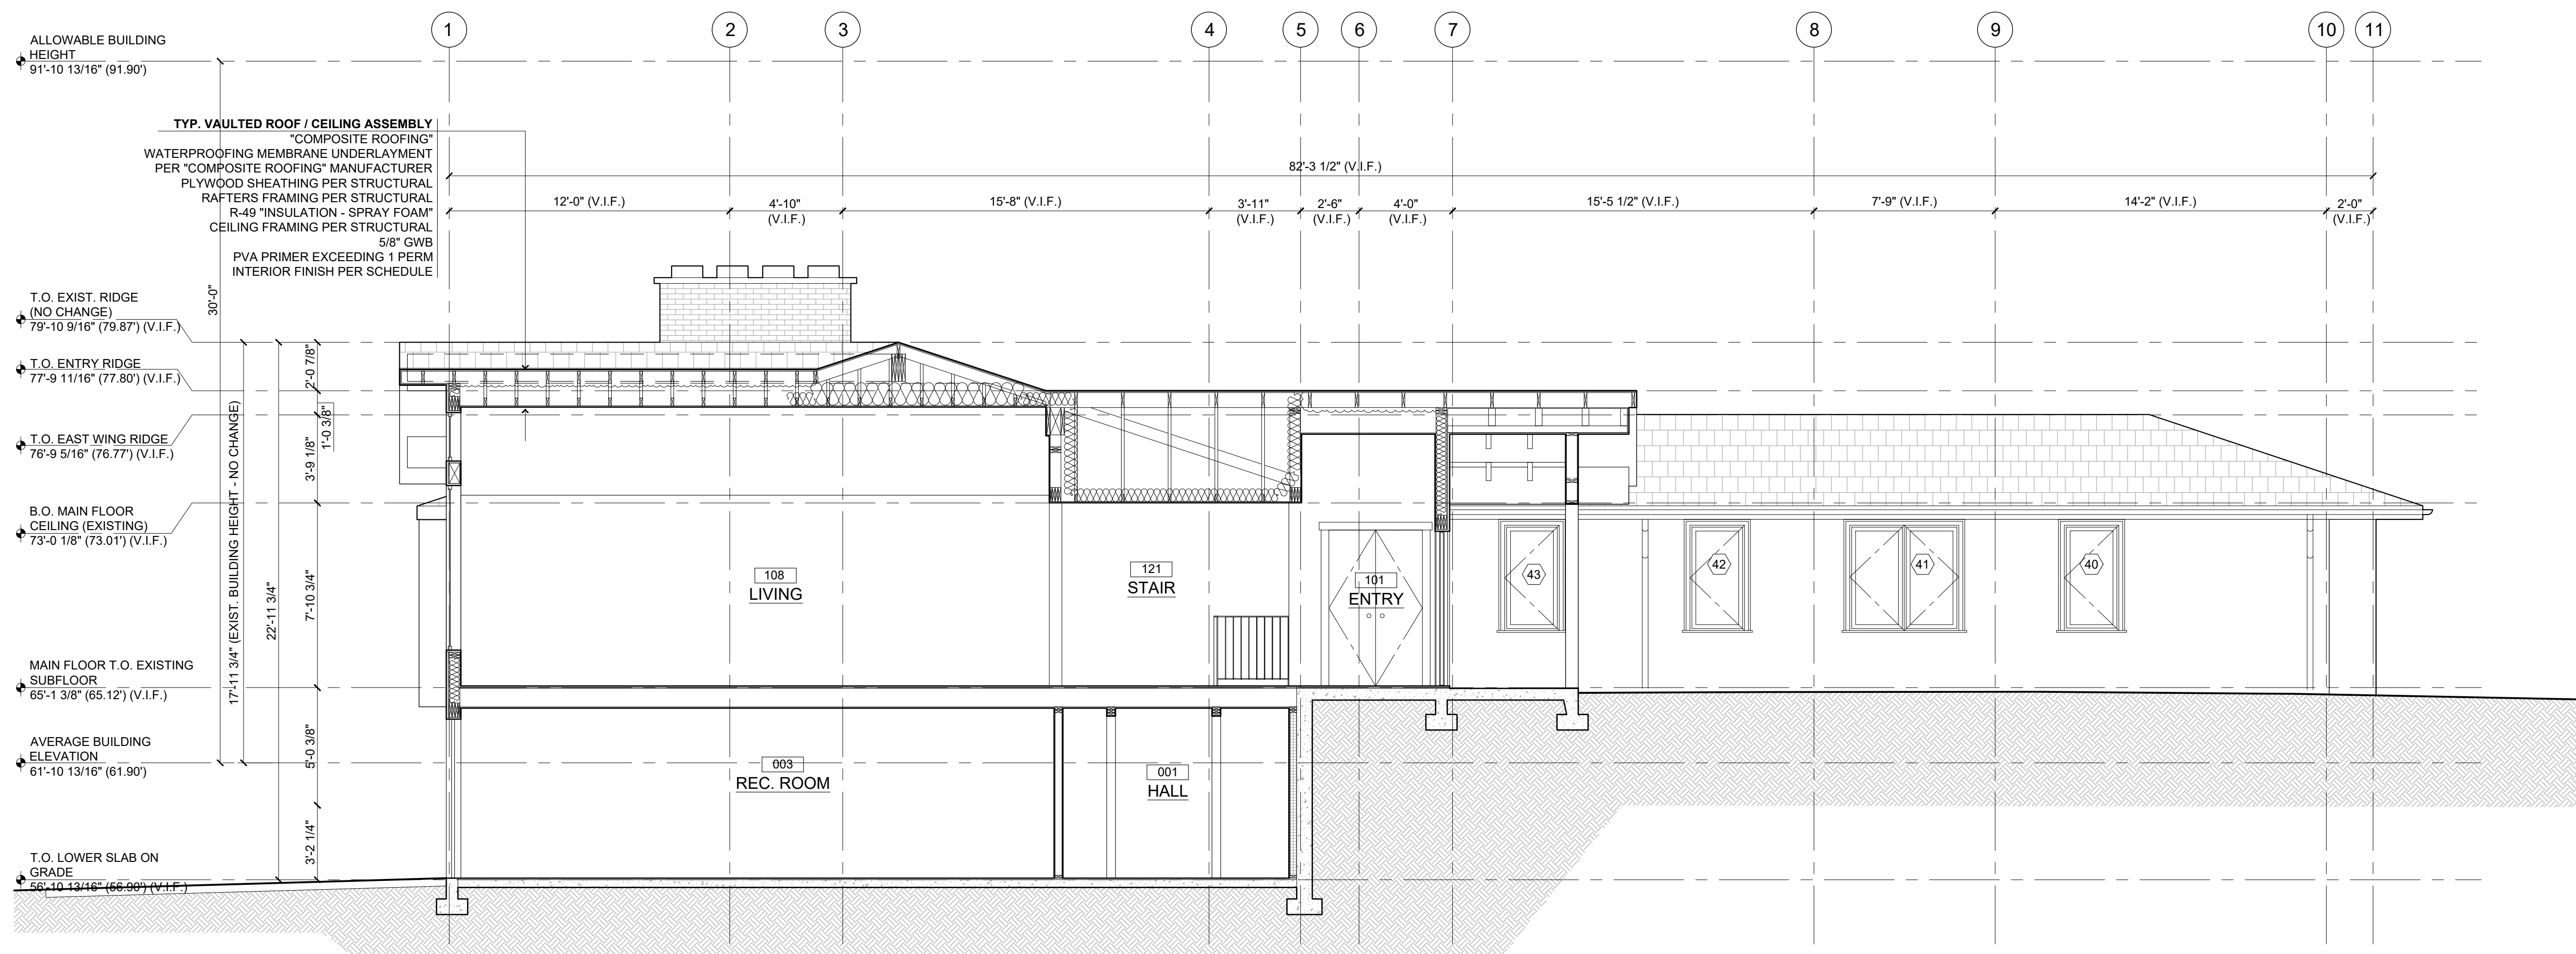 1
2
3
4
5
6
7
8
9
10
11
ALLOWABLE BUILDING
HEIGHT
91'-10 13/16" (91.90')
TYP. VAULTED ROOF / CEILING ASSEMBLY
"COMPOSITE ROOFING"
WATERPROOFING MEMBRANE UNDERLAYMENT
PER "COMPOSITE ROOFING" MANUFACTURER
PLYWOOD SHEATHING PER STRUCTURAL
RAFTERS FRAMING PER STRUCTURAL
R-49 "INSULATION - SPRAY FOAM"
CEILING FRAMING PER STRUCTURAL
5/8" GWB
PVA PRIMER EXCEEDING 1 PERM
INTERIOR FINISH PER SCHEDULE
82'-3 1/2" (V.I.F.)
12'-0" (V.I.F.)
4'-10"
(V.I.F.)
15'-8" (V.I.F.)
3'-11"
(V.I.F.)
2'-6"
(V.I.F.)
4'-0"
(V.I.F.)
15'-5 1/2" (V.I.F.)
7'-9" (V.I.F.)
14'-2" (V.I.F.)
2'-0"
(V.I.F.)
T.O. EXIST. RIDGE
(NO CHANGE)
79'-10 9/16" (79.87') (V.I.F.)
T.O. ENTRY RIDGE
77'-9 11/16" (77.80') (V.I.F.)
T.O. EAST WING RIDGE
76'-9 5/16" (76.77') (V.I.F.)
B.O. MAIN FLOOR
CEILING (EXISTING)
73'-0 1/8" (73.01') (V.I.F.)
MAIN FLOOR T.O. EXISTING
SUBFLOOR
65'-1 3/8" (65.12') (V.I.F.)
AVERAGE BUILDING
ELEVATION
61'-10 13/16" (61.90')
T.O. LOWER SLAB ON
GRADE
56'-10 13/16" (56.90') (V.I.F.)
30'-0"
17'-11 3/4" (EXIST. BUILDING HEIGHT - NO CHANGE)
22'-11 3/4"
2'-0 7/8"
1'-0 3/8"
3'-9 1/8"
7'-10 3/4"
5'-0 3/8"
3'-2 1/4"
108
LIVING
121
STAIR
101
ENTRY
43
42
41
40
003
REC. ROOM
001
HALL